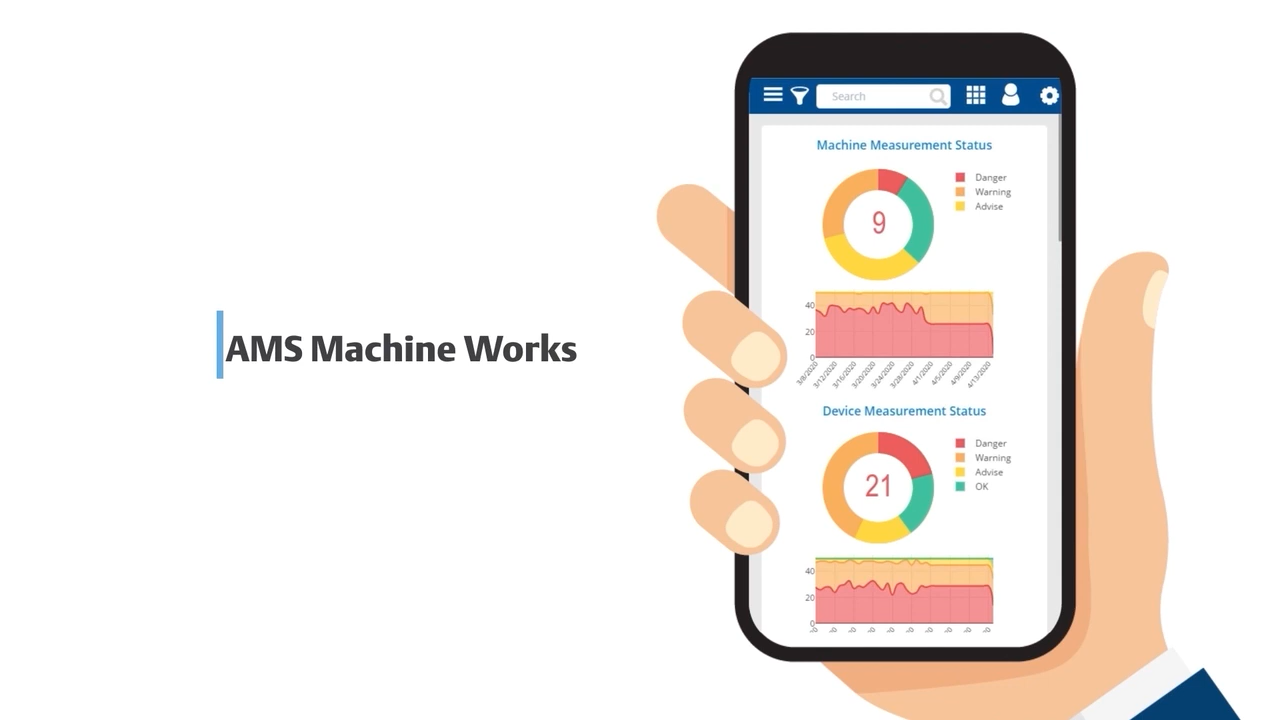 AMS Machine Works
Search
Machine Measurement Status
9
Danger
Warning
Advise
40
20
0
3/8/2020
3/12/2020
3/16/2020
3/20/2020
3/24/2020
3/28/2020
4/1/2020
4/5/2020
4/9/2020
4/13/2020
Device Measurement Status
21
Danger
Warning
Advise
OK
40
20
0